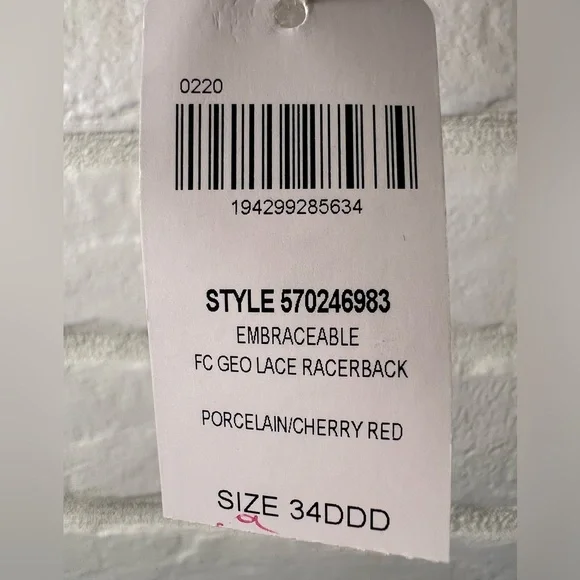 0220
194299285634
STYLE 570246983
EMBRACEABLE
FC GEO LACE RACERBACK
PORCELAIN/CHERRY RED
SIZE 34DDD